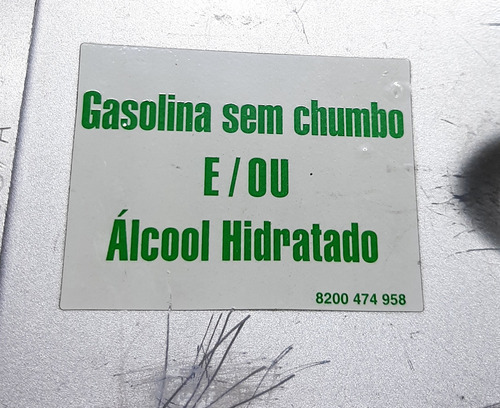 Gasolina sem chumbo
E / OU
Álcool Hidratado
8200 474 958